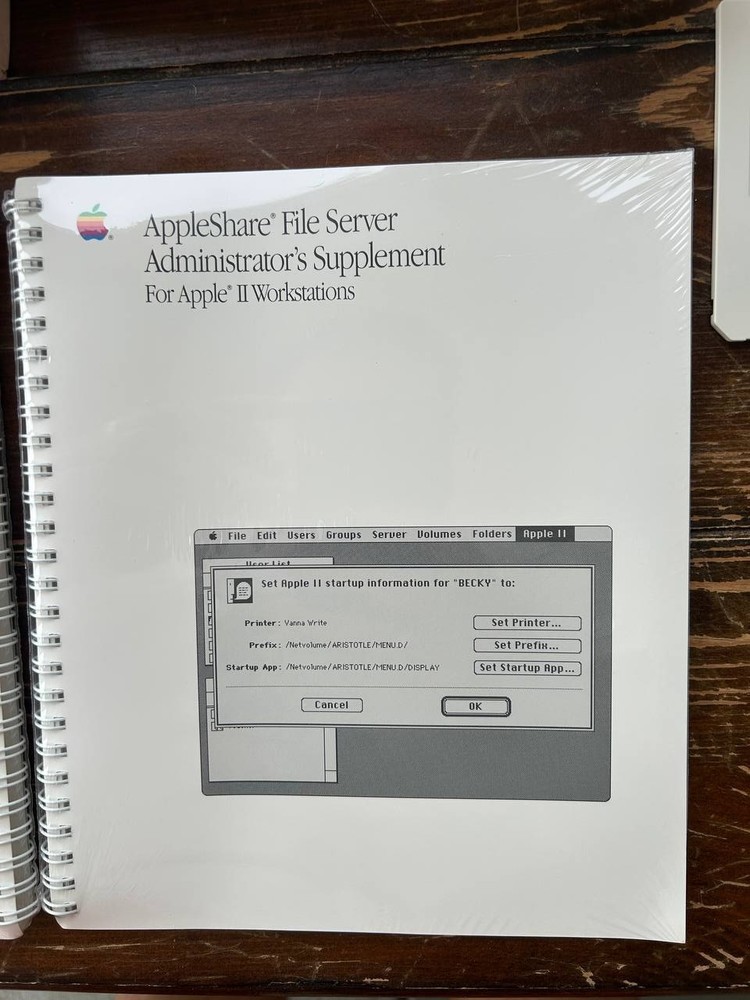 AppleShare® File Server
Administrator's Supplement
For Apple® II Workstations
File Edit Users Groups Server Volumes Folders Apple II
User List
Set Apple II startup information for "BECKY" to:
Printer: Vanna Write Set Printer...
Prefix: /Netvolume/ARISTOTLE/MENU.D/ Set Prefix...
Startup App: /Netvolume/ARISTOTLE/MENU.D/DISPLAY Set Startup App...
Cancel OK